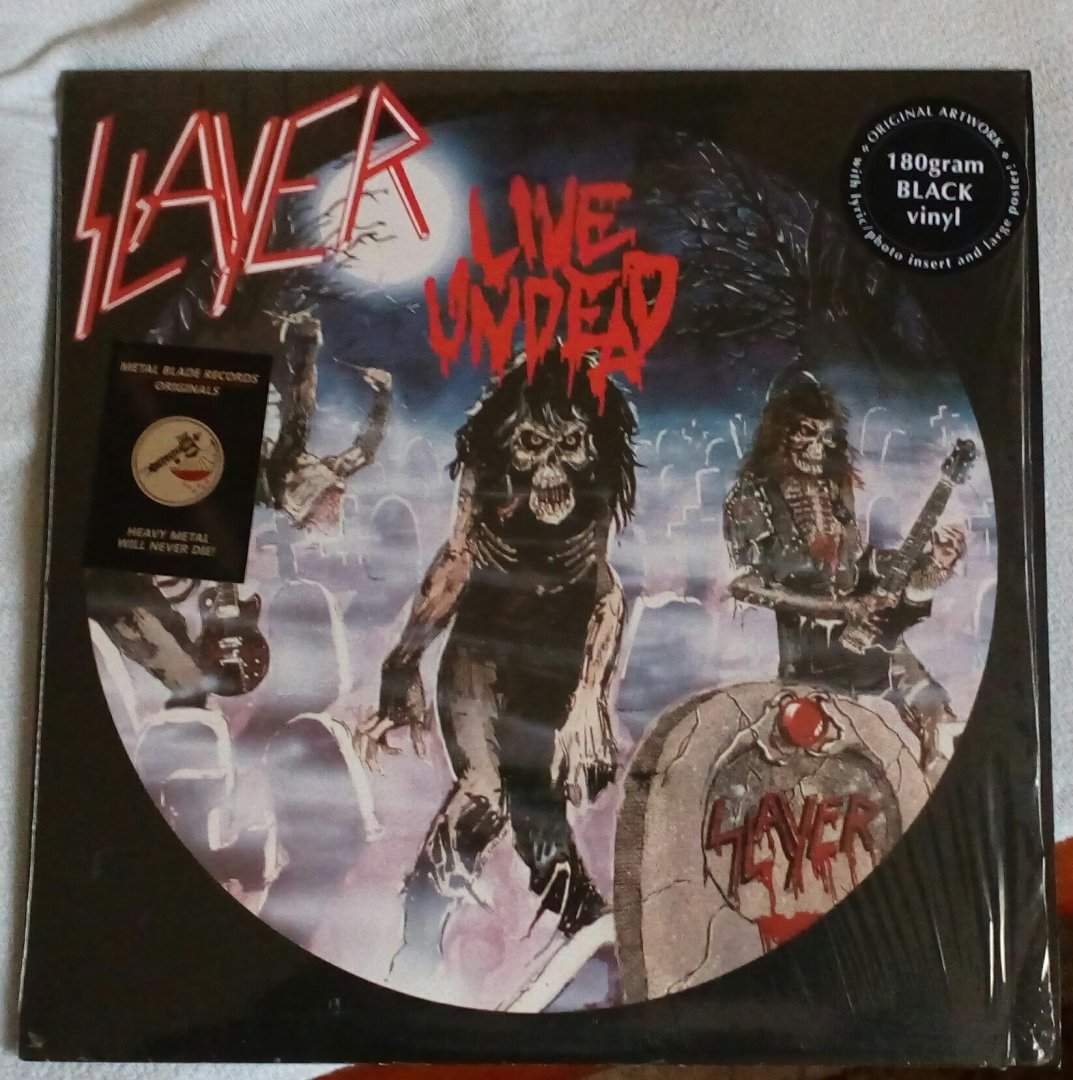 SLAYER
LIVE
UNDEAD
* ORIGINAL ARTWORK *
with lyric/photo insert and large poster!
180gram
BLACK
vinyl
METAL BLADE RECORDS
ORIGINALS
HEAVY METAL
WILL NEVER DIE!
SLAYER